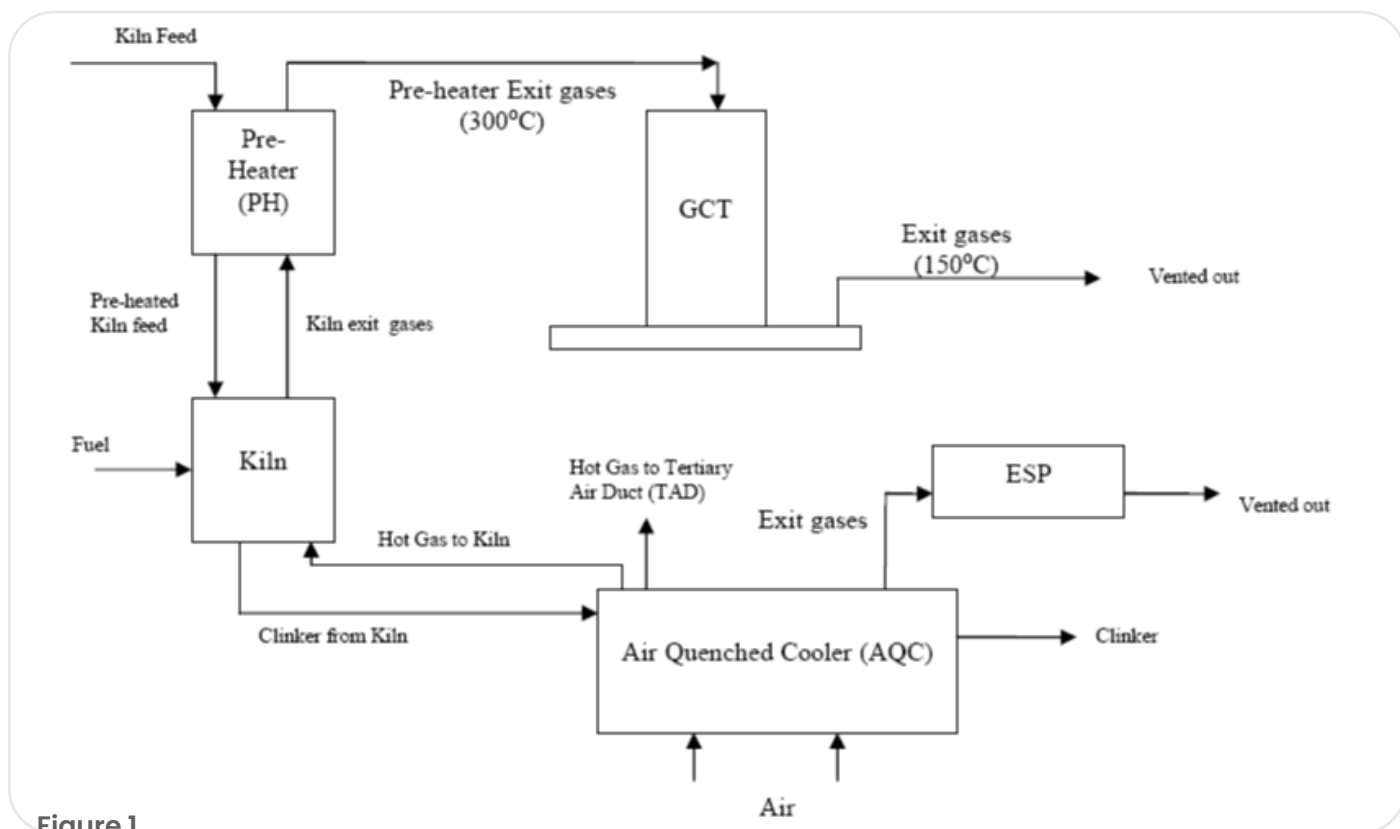 Kiln Feed
Pre-heater Exit gases
(300°C)
Pre-
Heater
(PH)
GCT
Exit gases
(150°C)
Vented out
Pre-heated
Kiln feed
Kiln exit gases
Fuel
Kiln
Hot Gas to Tertiary
Air Duct (TAD)
ESP
Exit gases
Vented out
Hot Gas to Kiln
Clinker from Kiln
Air Quenched Cooler (AQC)
Clinker
Air
Figure 1